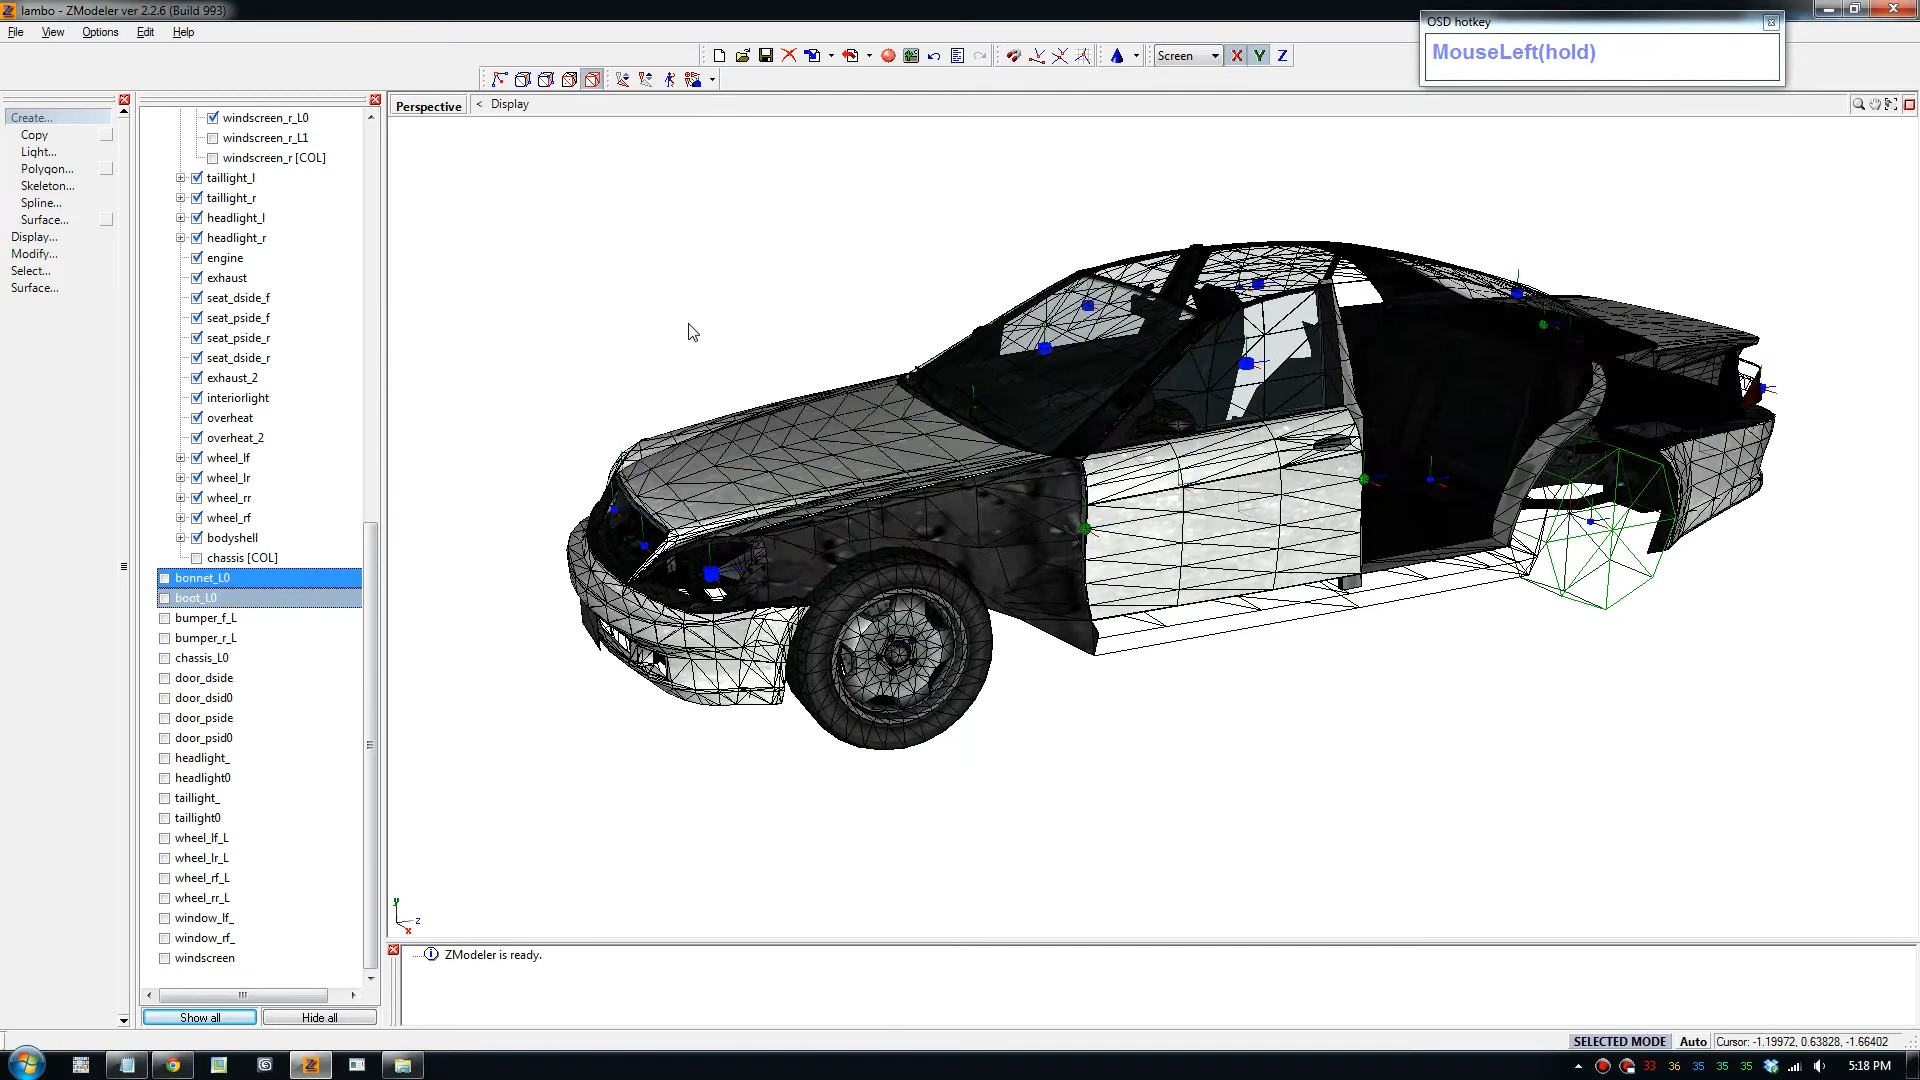 lambo - ZModeler ver 2.2.6 (Build 993)
File View Options Edit Help
OSD hotkey
MouseLeft(hold)
Screen X Y Z
Create...
Copy
Light...
Polygon...
Skeleton...
Spline...
Surface...
Display...
Modify...
Select...
Surface...
windscreen_r_L0
windscreen_r_L1
windscreen_r [COL]
taillight_l
taillight_r
headlight_l
headlight_r
engine
exhaust
seat_dside_f
seat_pside_f
seat_pside_r
seat_dside_r
exhaust_2
interiorlight
overheat
overheat_2
wheel_lf
wheel_lr
wheel_rr
wheel_rf
bodyshell
chassis [COL]
bonnet_L0
boot_L0
bumper_f_L
bumper_r_L
chassis_L0
door_dside
door_dsid0
door_pside
door_psid0
headlight_
headlight0
taillight_
taillight0
wheel_lf_L
wheel_lr_L
wheel_rf_L
wheel_rr_L
window_lf_
window_rf_
windscreen
Show all Hide all
Perspective < Display
y z x
ZModeler is ready.
SELECTED MODE Auto Cursor: -1.19972, 0.63828, -1.66402
33 36 35 35 35 5:18 PM